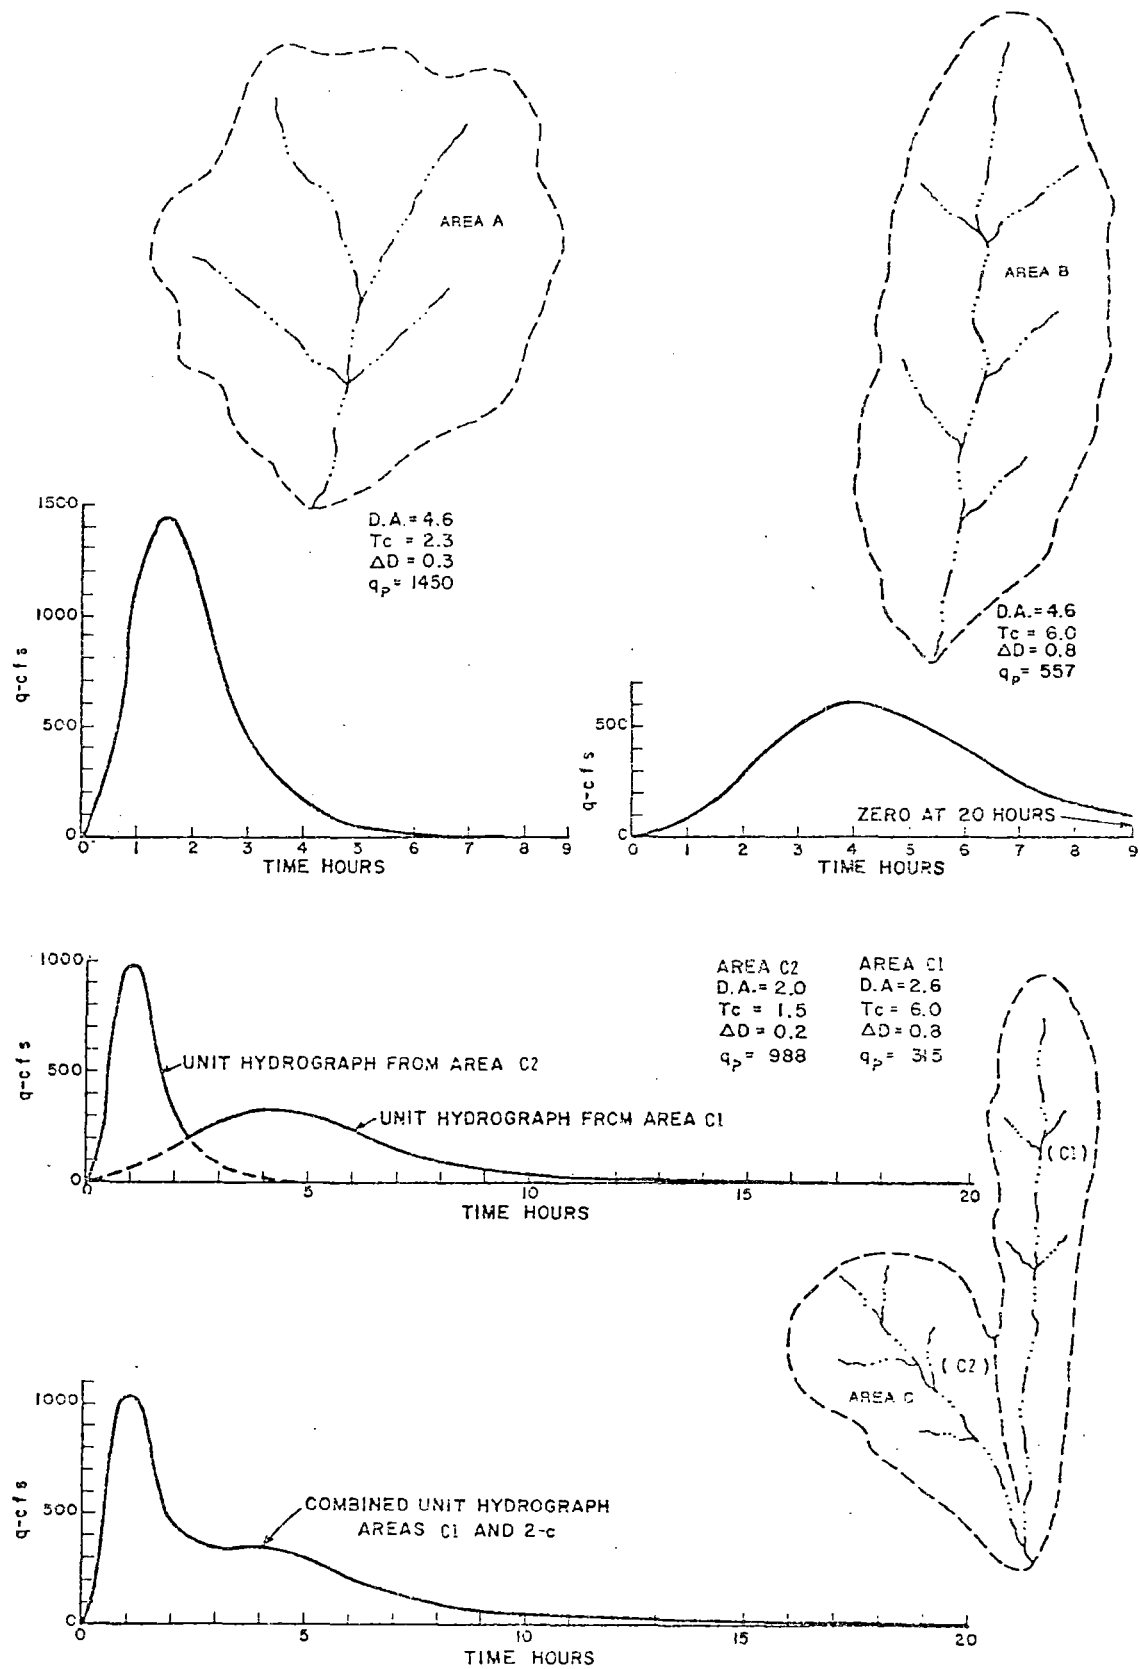 AREA A
AREA B
D.A.= 4.6
Tc = 2.3
ΔD = 0.3
qp= 1450
D.A.=4.6
Tc = 6.0
ΔD = 0.8
qp= 557
1500
1000
500
0
q-cfs
0 1 2 3 4 5 6 7 8 9
TIME HOURS
500
0
q-cfs
ZERO AT 20 HOURS
0 1 2 3 4 5 6 7 8 9
TIME HOURS
1000
500
0
q-cfs
UNIT HYDROGRAPH FROM AREA C2
UNIT HYDROGRAPH FROM AREA C1
AREA C2
D.A.= 2.0
Tc = 1.5
ΔD = 0.2
qp= 988
AREA C1
D.A=2.6
Tc = 6.0
ΔD= 0.8
qp= 315
0 5 10 15 20
TIME HOURS
(C1)
(C2)
AREA C
1000
500
0
q-cfs
COMBINED UNIT HYDROGRAPH
AREAS C1 AND 2-c
0 5 10 15 20
TIME HOURS